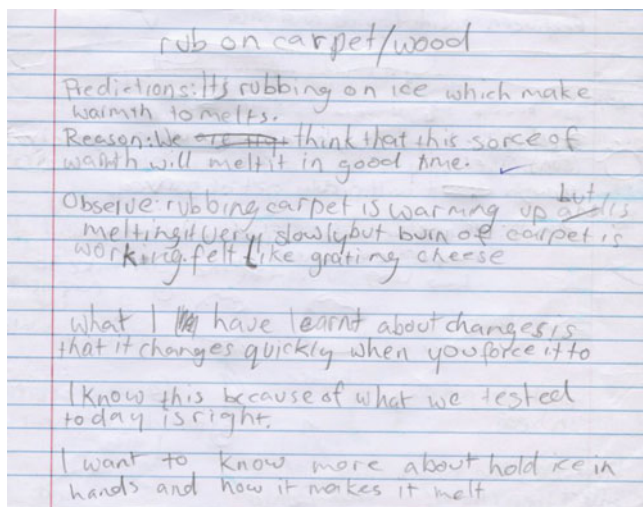 rub on carpet/wood
Predictions: Its rubbing on ice which make
warmth to melts.
Reason: We think that this sorce of
warmth will melt it in good time.
but
Observe: rubbing carpet is warming up is
melting it very slowly but burn of carpet is
working. felt like grating cheese
what I have learnt about changes is
that it changes quickly when you force it to
I know this because of what we tested
today is right.
I want to know more about hold ice in
hands and how it makes it melt